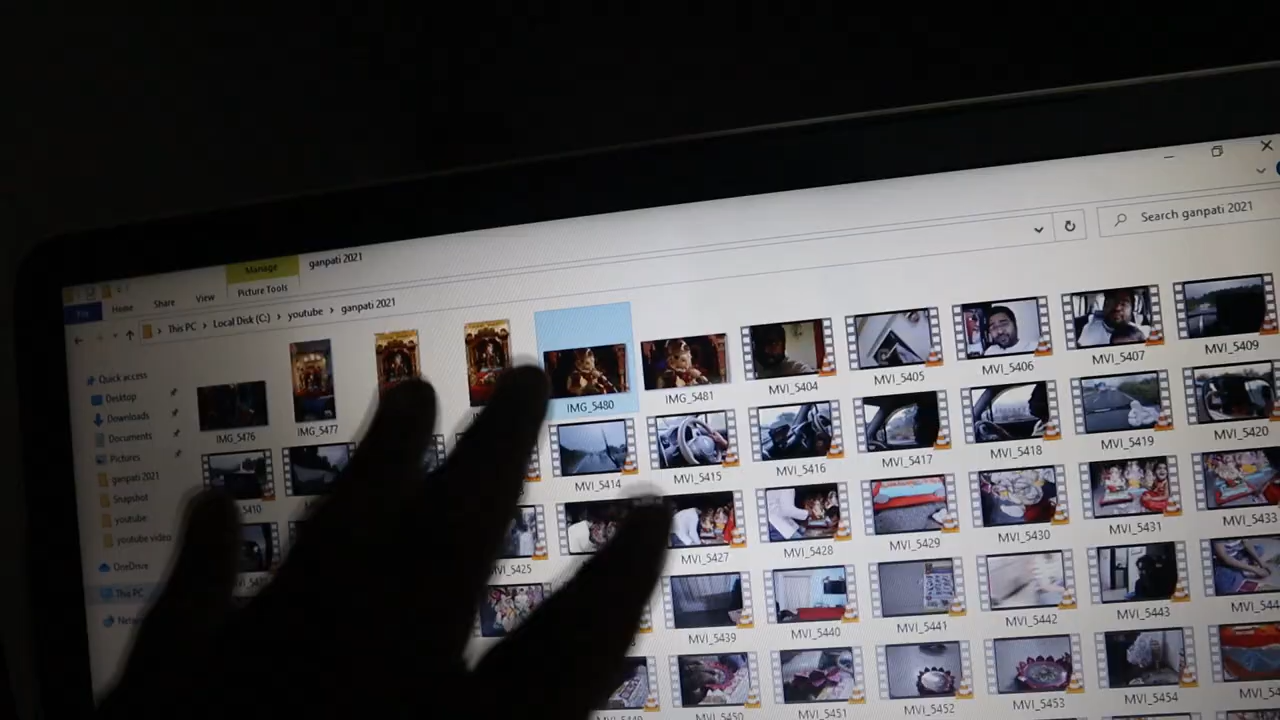 Manage
ganpati 2021
Home
Share
View
Picture Tools
This PC > Local Disk (C:) > youtube > ganpati 2021
Search ganpati 2021
Quick access
Desktop
Downloads
Documents
Pictures
ganpati 2021
Snapshot
youtube
youtube video
OneDrive
This PC
IMG_5476
IMG_5477
IMG_5480
IMG_5481
MVI_5404
MVI_5405
MVI_5406
MVI_5407
MVI_5409
MVI_5414
MVI_5415
MVI_5416
MVI_5417
MVI_5418
MVI_5419
MVI_5420
MVI_5427
MVI_5428
MVI_5429
MVI_5430
MVI_5431
MVI_5433
MVI_5439
MVI_5440
MVI_5441
MVI_5442
MVI_5443
MVI_5450
MVI_5451
MVI_5452
MVI_5453
MVI_5454